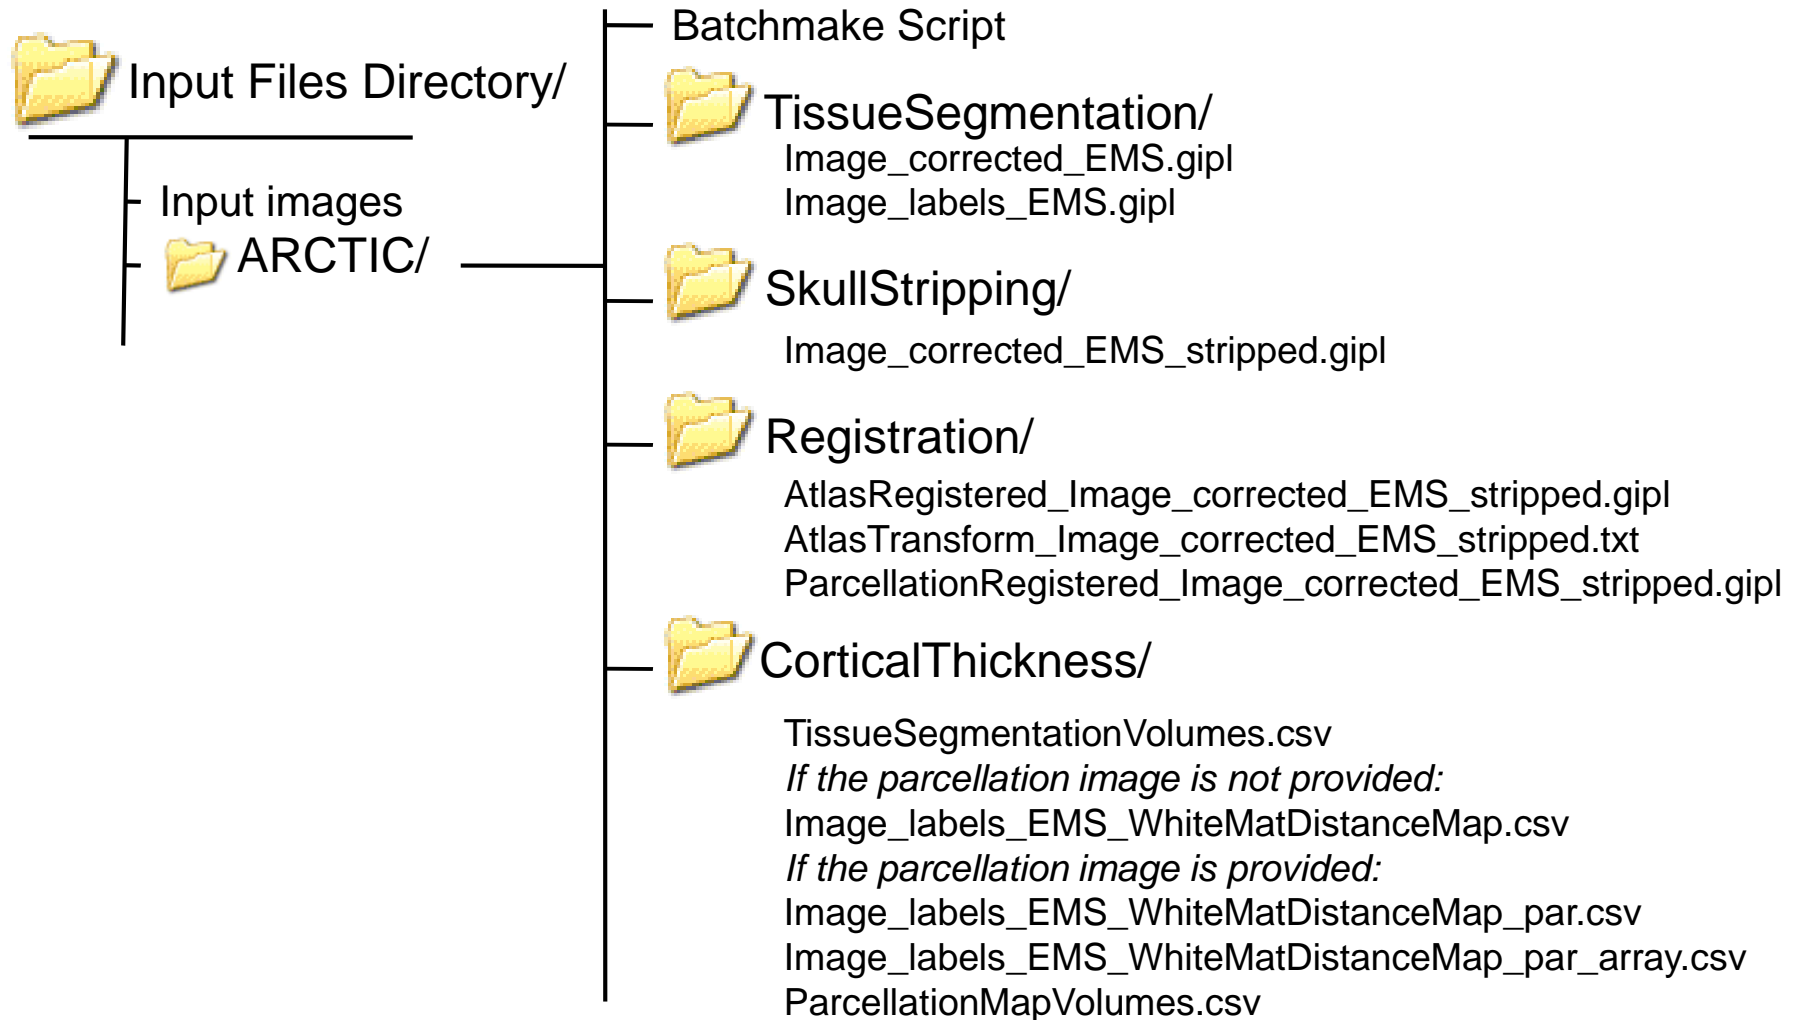 Input Files Directory/
Input images
ARCTIC/
Batchmake Script
TissueSegmentation/
Image_corrected_EMS.gipl
Image_labels_EMS.gipl
SkullStripping/
Image_corrected_EMS_stripped.gipl
Registration/
AtlasRegistered_Image_corrected_EMS_stripped.gipl
AtlasTransform_Image_corrected_EMS_stripped.txt
ParcellationRegistered_Image_corrected_EMS_stripped.gipl
CorticalThickness/
TissueSegmentationVolumes.csv
If the parcellation image is not provided:
Image_labels_EMS_WhiteMatDistanceMap.csv
If the parcellation image is provided:
Image_labels_EMS_WhiteMatDistanceMap_par.csv
Image_labels_EMS_WhiteMatDistanceMap_par_array.csv
ParcellationMapVolumes.csv